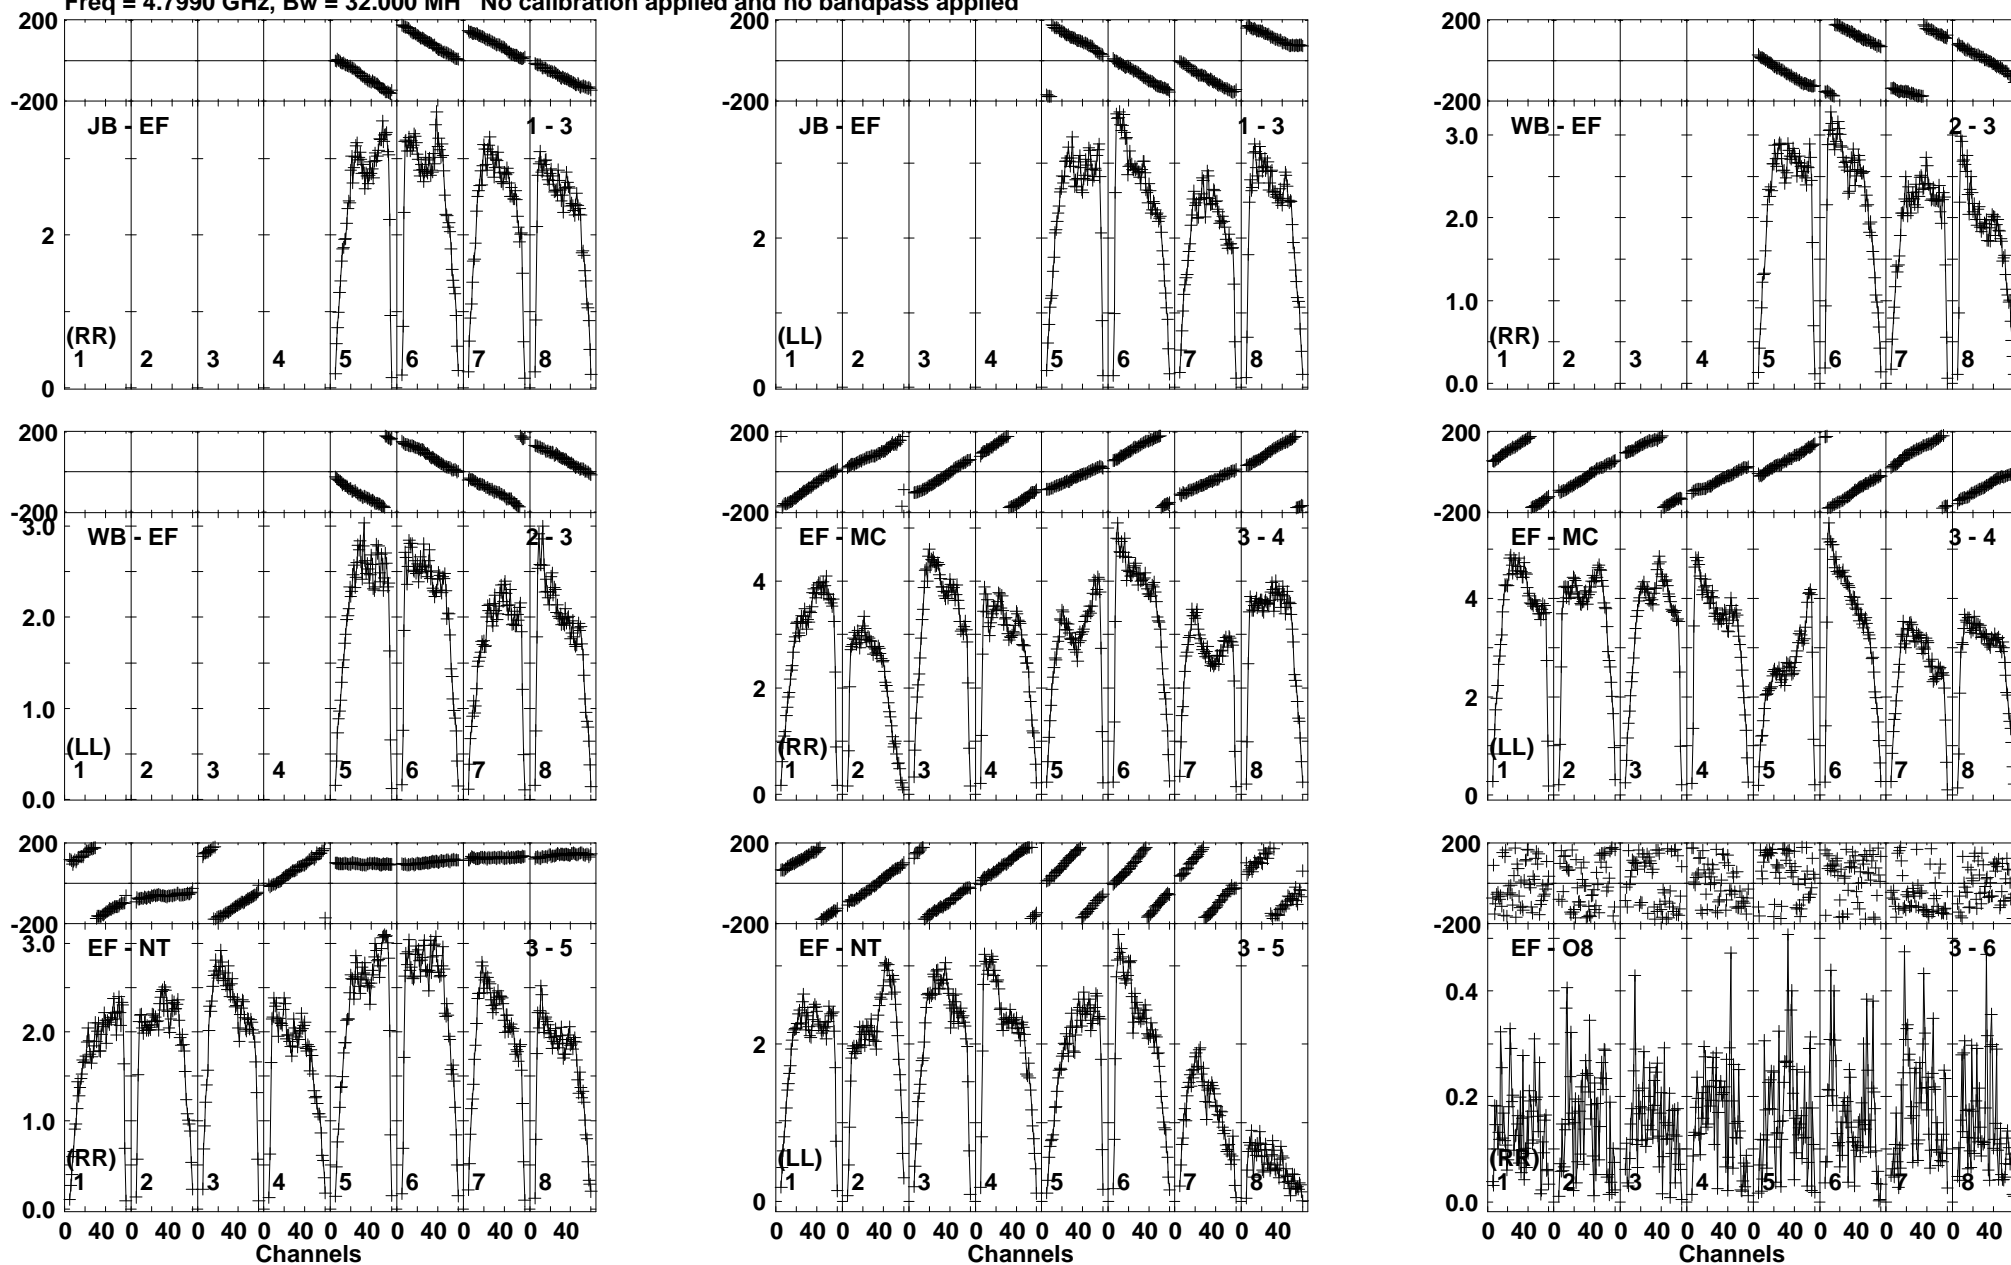 Freq = 4.7990 GHz, Bw = 32.000 MH No calibration applied and no bandpass applied
200 200 200
-200 -200 -200
JB - EF 1 - 3 JB - EF 1 - 3 WB - EF 2 - 3
3.0
2 2 2.0
1.0
(RR) (LL) (RR)
1 2 3 4 5 6 7 8 1 2 3 4 5 6 7 8 1 2 3 4 5 6 7 8
0 0 0.0
200 200 200
-200 -200 -200
3.0
WB - EF 2 - 3 EF - MC 3 - 4 EF - MC 3 - 4
2.0 4 4
1.0 2 2
(LL) (RR) (LL)
1 2 3 4 5 6 7 8 1 2 3 4 5 6 7 8 1 2 3 4 5 6 7 8
0.0 0 0
200 200 200
-200 -200 -200
3.0 EF - NT 3 - 5 EF - NT 3 - 5 EF - O8 3 - 6
2.0 2 0.4
1.0 0.2
(RR) (LL) (RR)
1 2 3 4 5 6 7 8 1 2 3 4 5 6 7 8 1 2 3 4 5 6 7 8
0.0 0 0.0
0 40 0 40 0 40 0 40 0 40 0 40 0 40 0 40 0 40 0 40 0 40 0 40 0 40 0 40 0 40 0 40 0 40 0 40 0 40 0 40 0 40 0 40 0 40 0 40
Channels Channels Channels